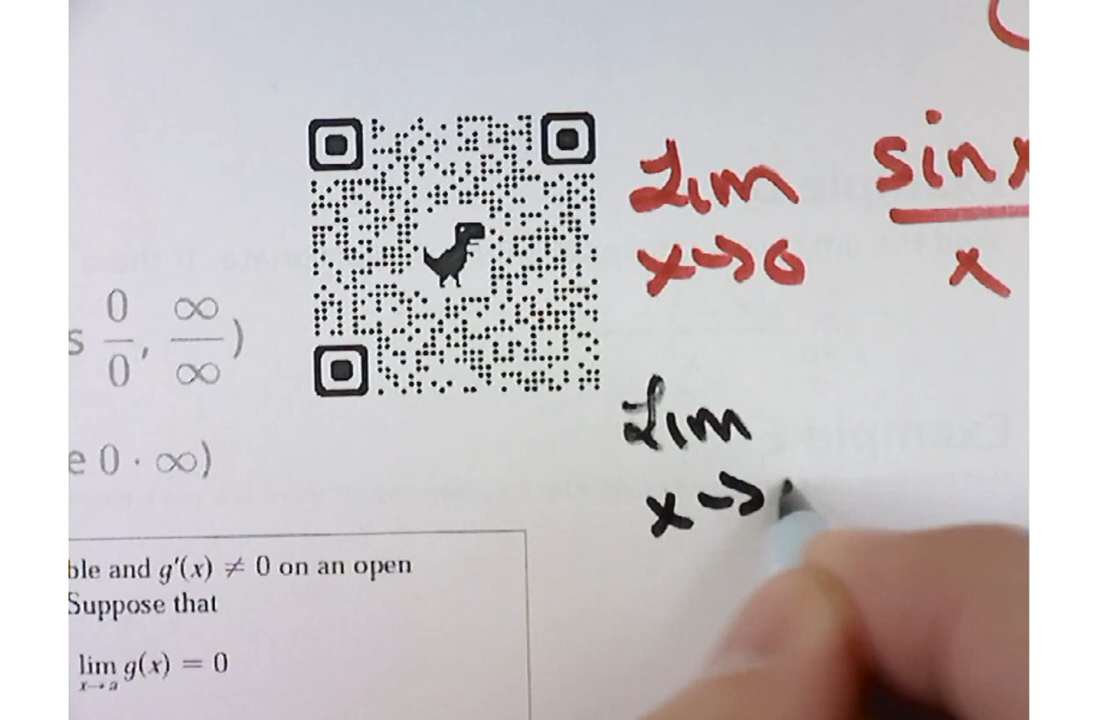 Lim sin x
x→0 x
s 0/0, ∞/∞)
Lim
x→
e 0 · ∞)
ble and g′(x) ≠ 0 on an open
Suppose that
lim g(x) = 0
x→a